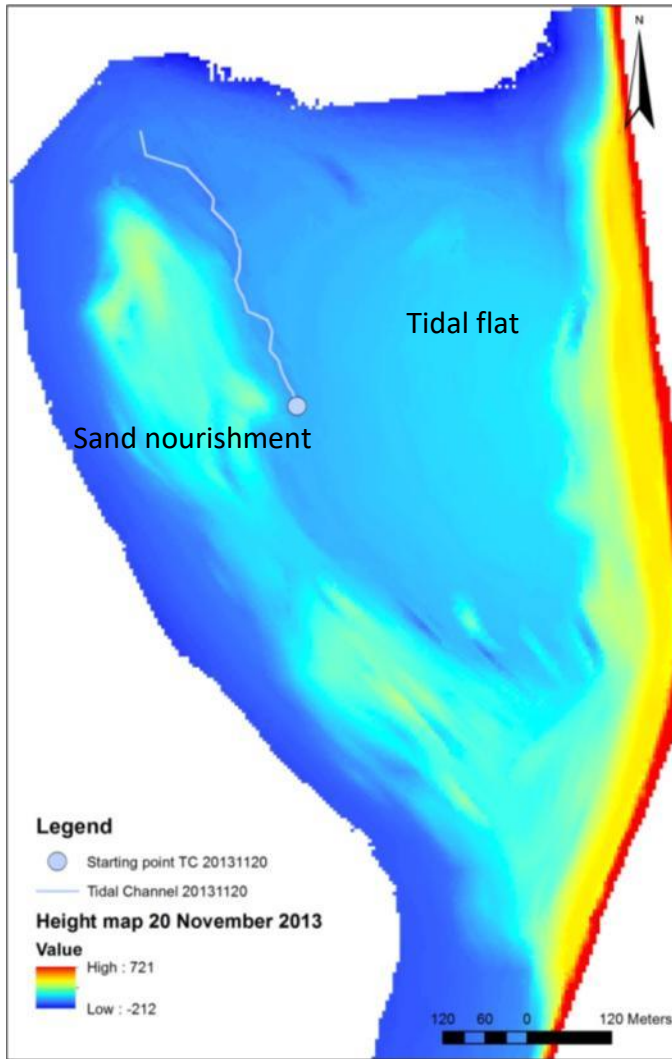 N
Tidal flat
Sand nourishment
Legend
Starting point TC 20131120
Tidal Channel 20131120
Height map 20 November 2013
Value
High : 721
Low : -212
120 60 0 120 Meters